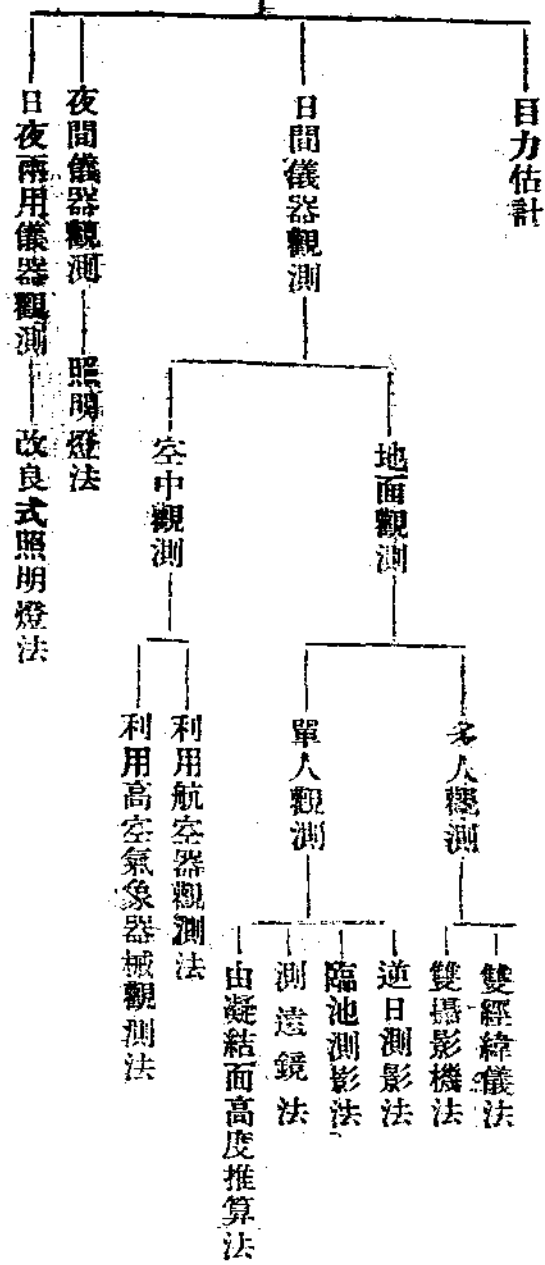 目力估計
日間儀器觀測
地面觀測
多人觀測
雙經緯儀法
雙攝影機法
單人觀測
逆日測影法
臨池測影法
測遠鏡法
由凝結面高度推算法
空中觀測
利用航空器觀測法
利用高空氣象器械觀測法
夜間儀器觀測
照明燈法
日夜兩用儀器觀測
改良式照明燈法